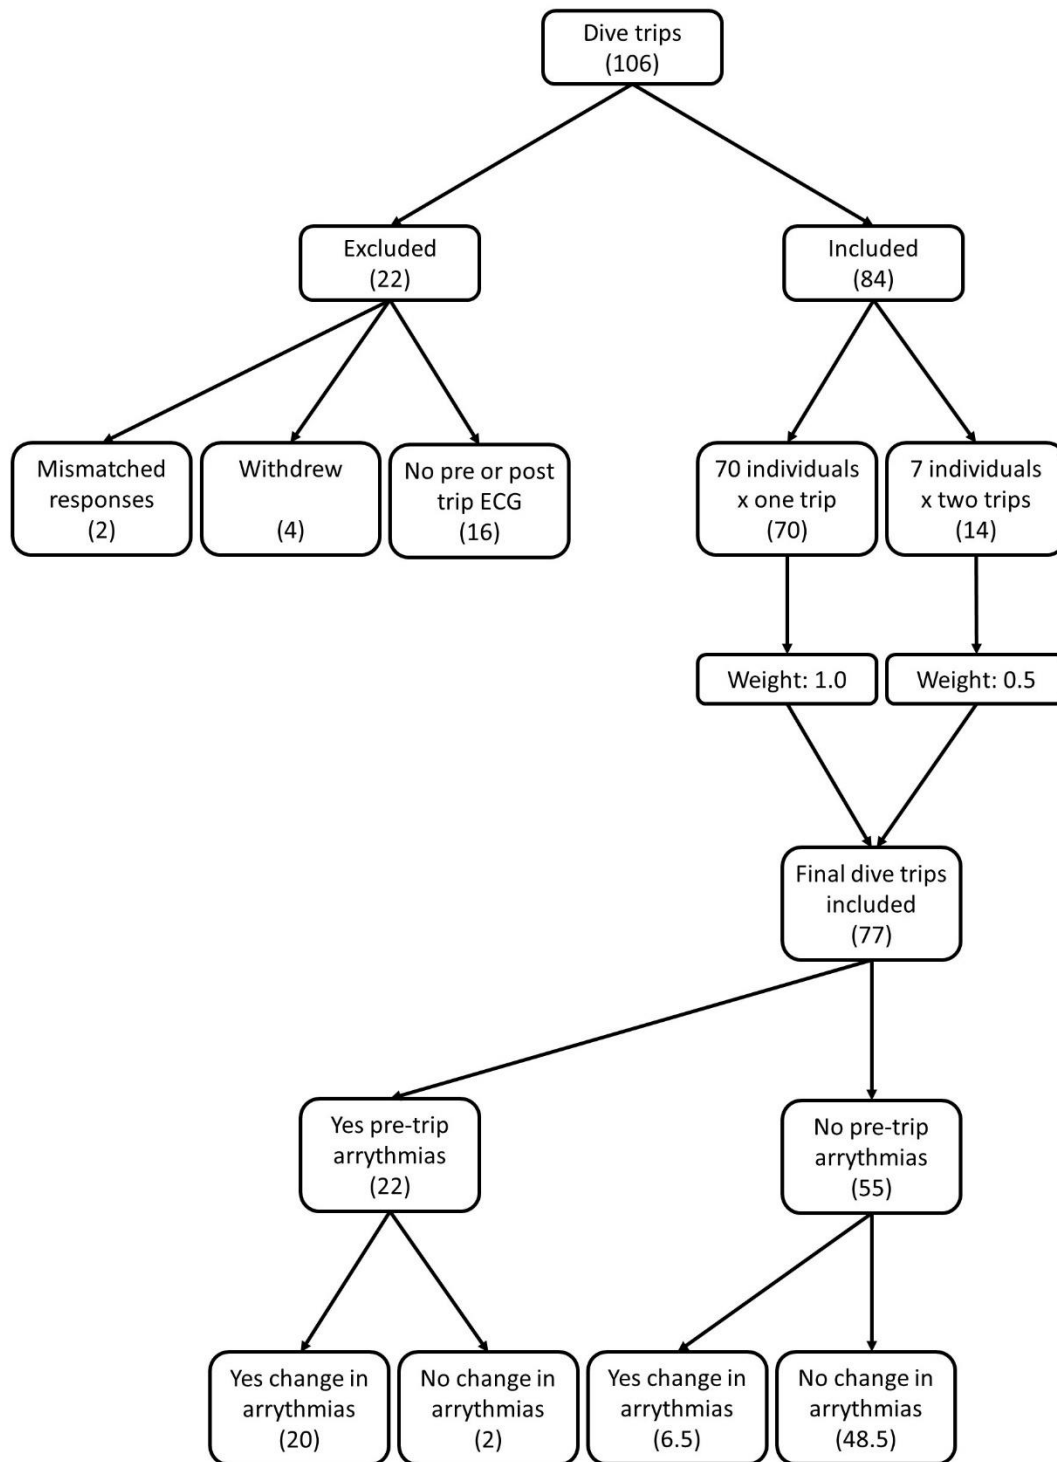 Dive trips
(106)
Excluded
(22)
Included
(84)
Mismatched
responses
(2)
Withdrew
(4)
No pre or post
trip ECG
(16)
70 individuals
x one trip
(70)
7 individuals
x two trips
(14)
Weight: 1.0
Weight: 0.5
Final dive trips
included
(77)
Yes pre-trip
arrythmias
(22)
No pre-trip
arrythmias
(55)
Yes change in
arrythmias
(20)
No change in
arrythmias
(2)
Yes change in
arrythmias
(6.5)
No change in
arrythmias
(48.5)